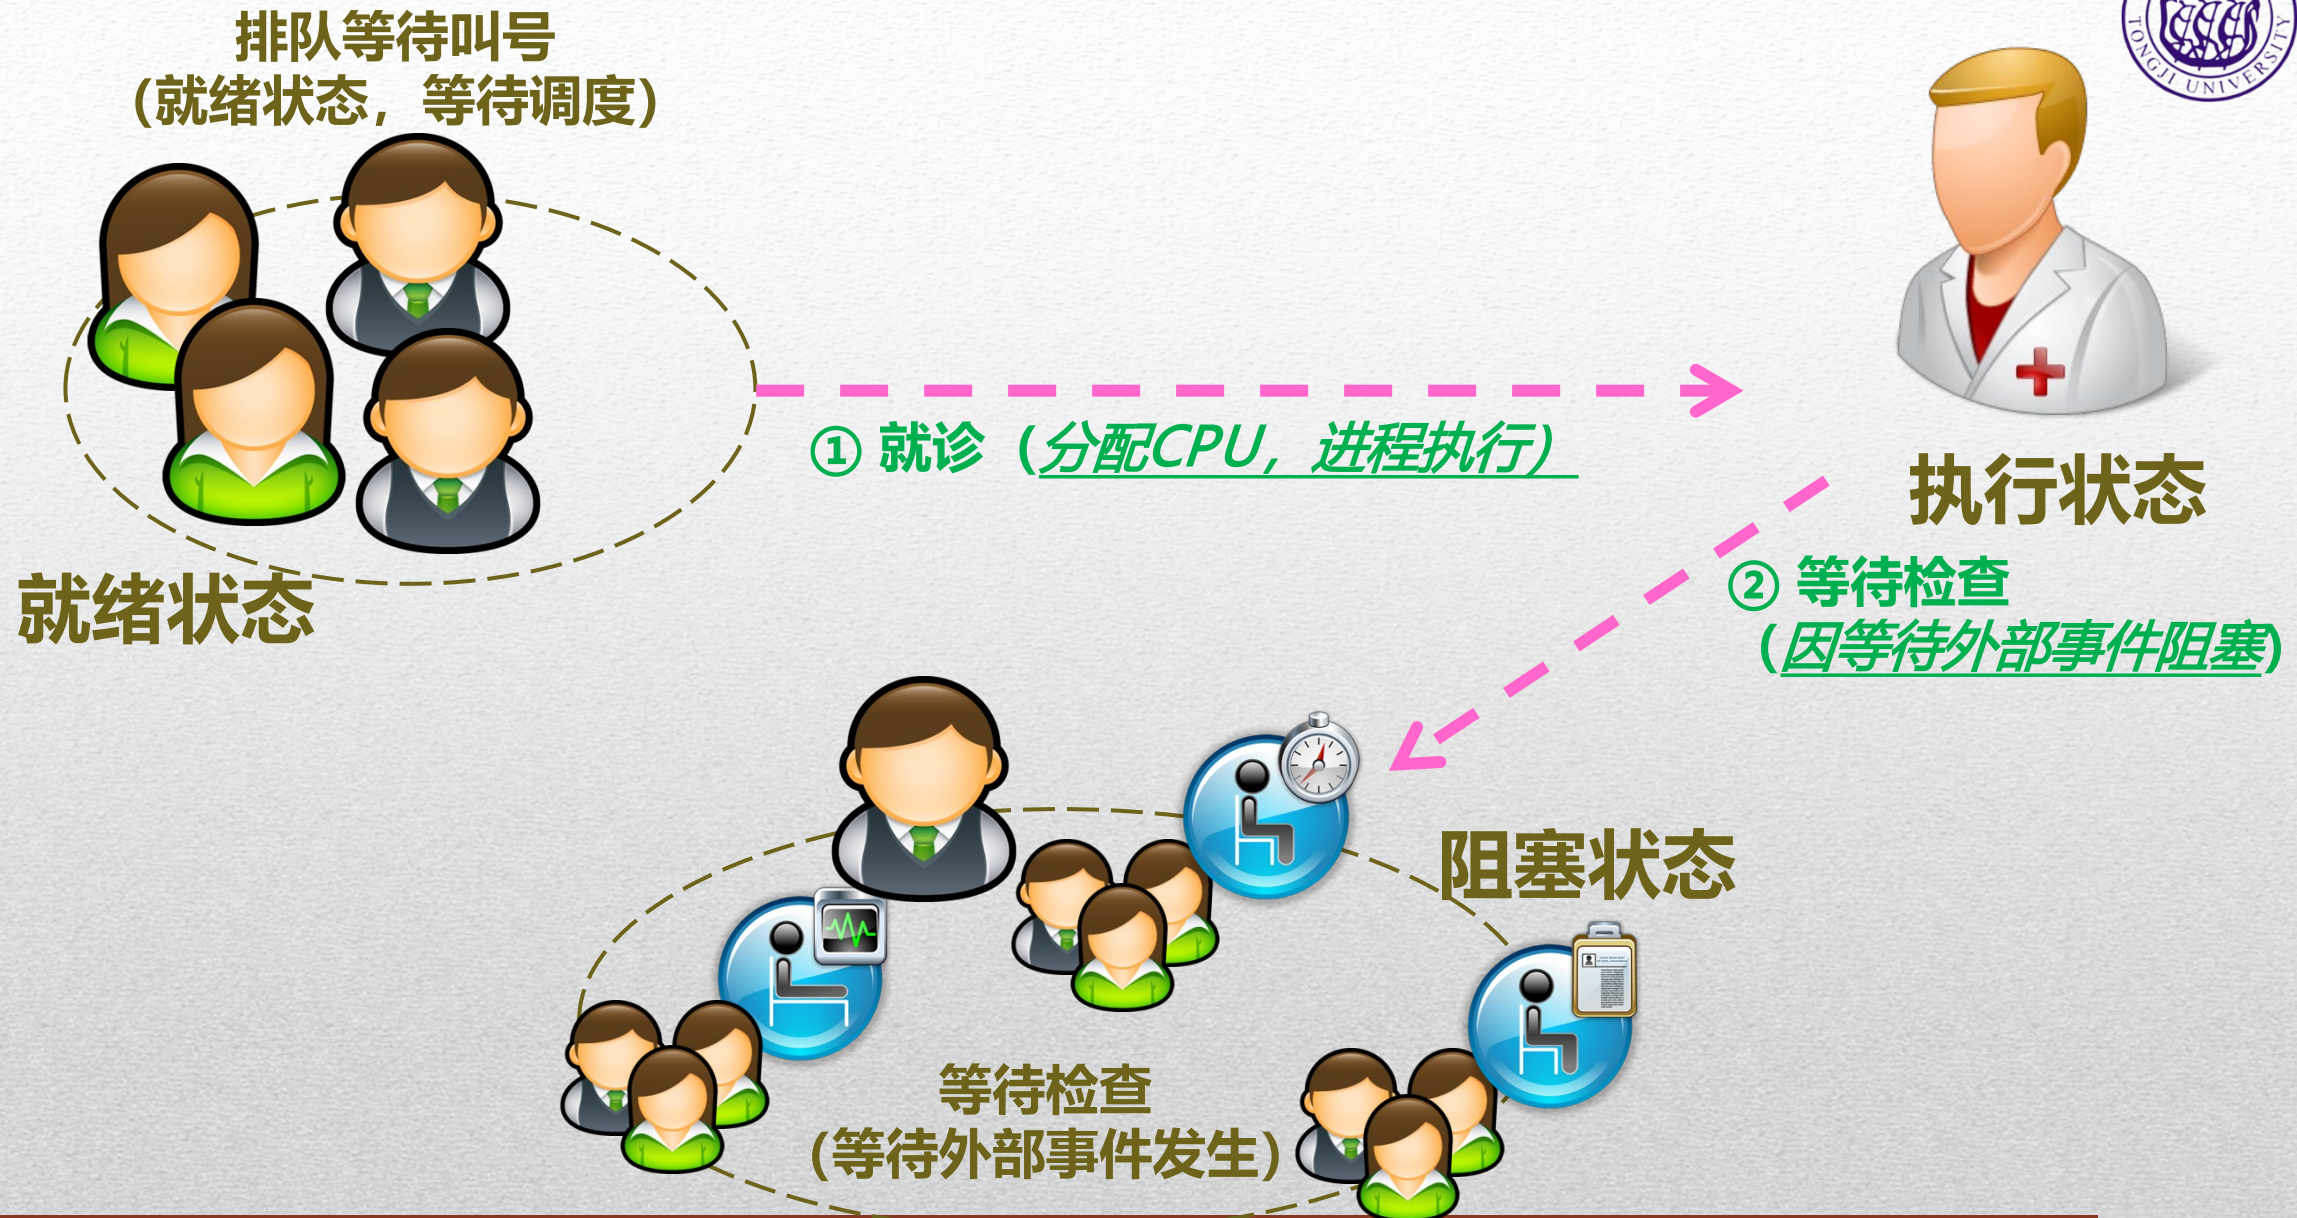 排队等待叫号
（就绪状态，等待调度）
TONGJI UNIVERSITY
① 就诊（分配CPU，进程执行）
执行状态
② 等待检查
（因等待外部事件阻塞）
就绪状态
阻塞状态
等待检查
（等待外部事件发生）